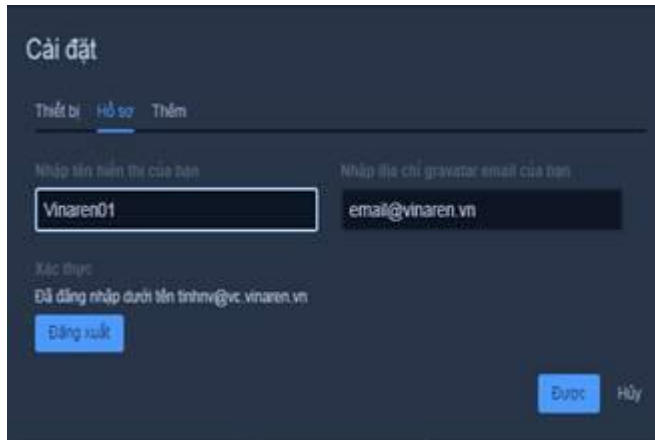 Cài đặt
Thiết bị Hồ sơ Thêm
Nhập tên hiển thị của bạn Nhập địa chỉ gravatar email của bạn
Vinaren01 email@vinaren.vn
Xác thực
Đã đăng nhập dưới tên tinhnv@vc.vinaren.vn
Đăng xuất
Được Hủy